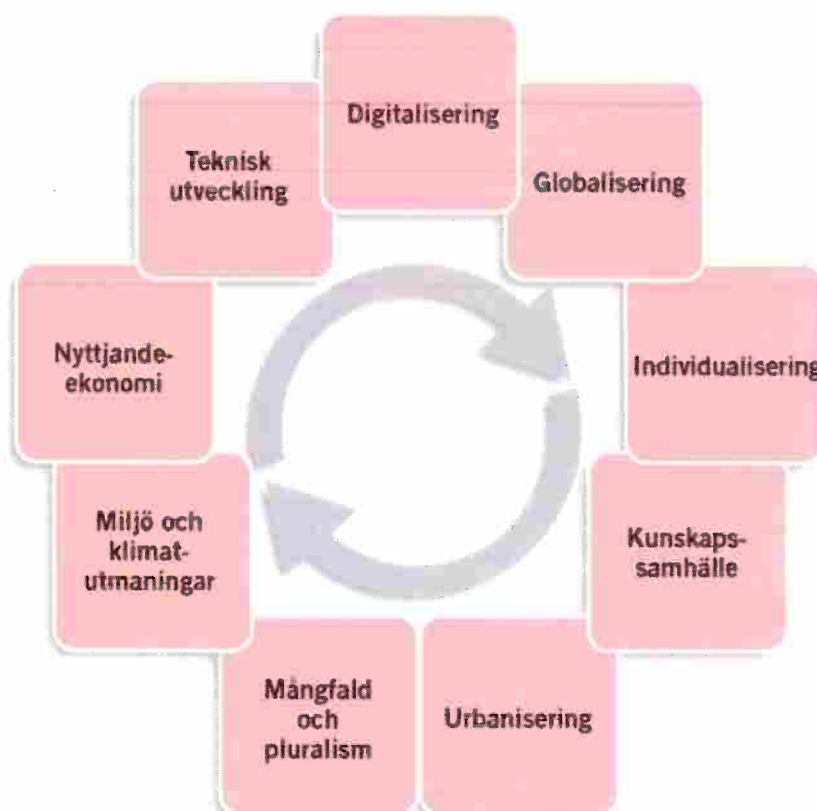 Digitalisering
Globalisering
Individualisering
Kunskaps-
samhälle
Urbanisering
Mångfald
och
pluralism
Miljö och
klimat-
utmaningar
Nyttjande-
ekonomi
Teknisk
utveckling